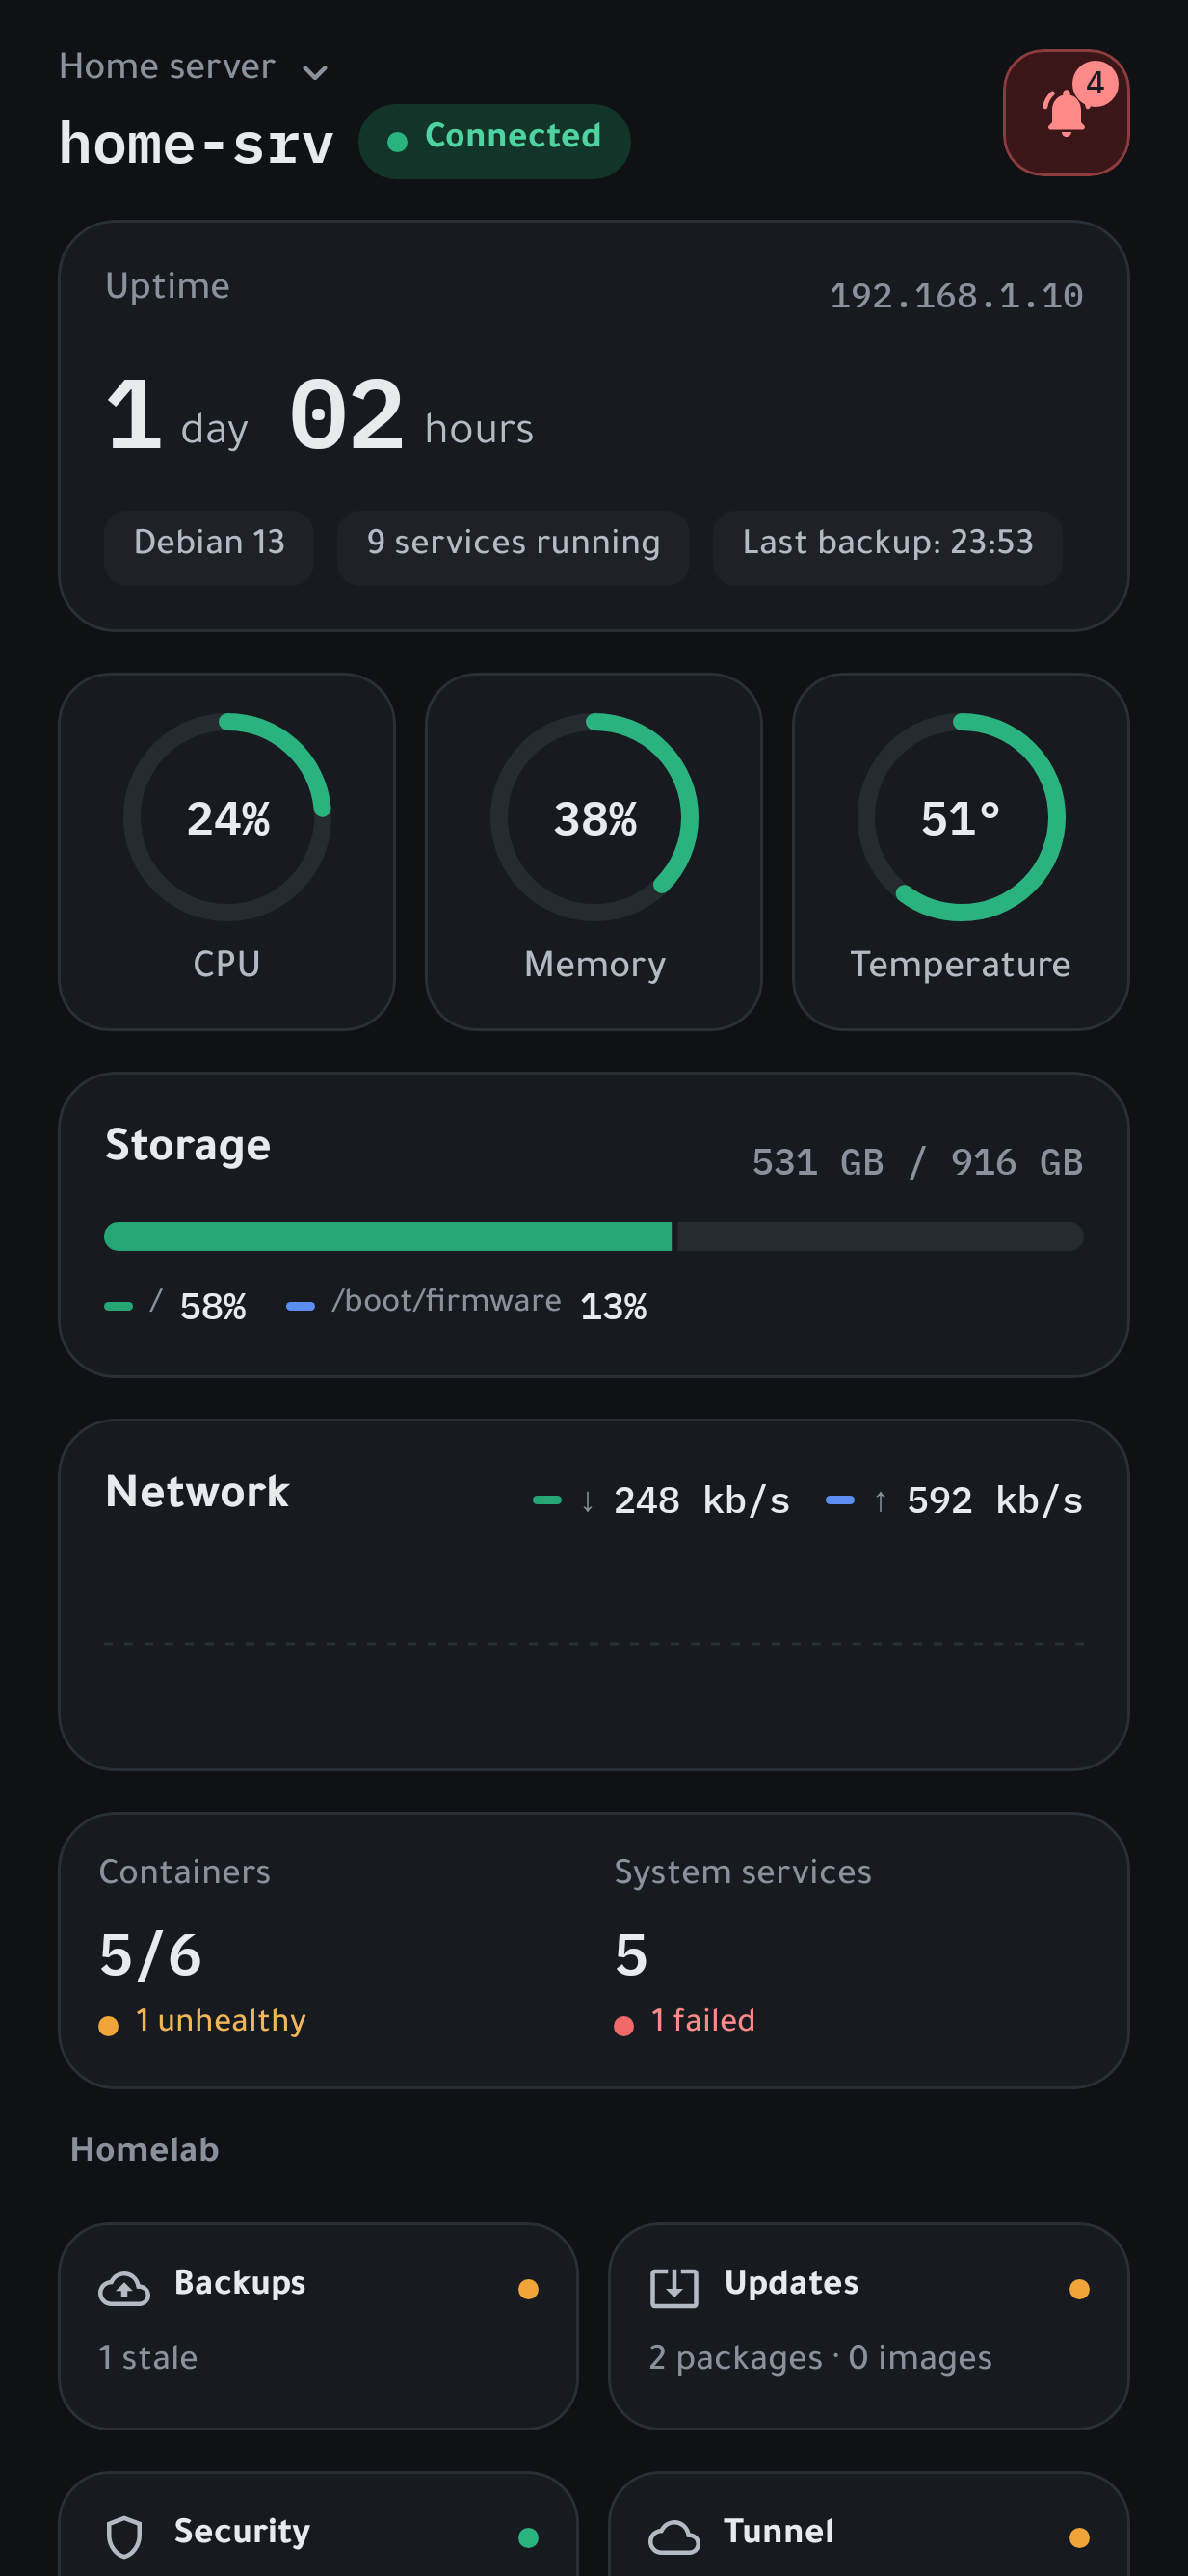 Home server
home-srv Connected
4
Uptime 192.168.1.10
1 day 02 hours
Debian 13 9 services running Last backup: 23:53
24% 38% 51°
CPU Memory Temperature
Storage 531 GB / 916 GB
/ 58% /boot/firmware 13%
Network ↓ 248 kb/s ↑ 592 kb/s
Containers System services
5/6 5
1 unhealthy 1 failed
Homelab
Backups Updates
1 stale 2 packages · 0 images
Security Tunnel